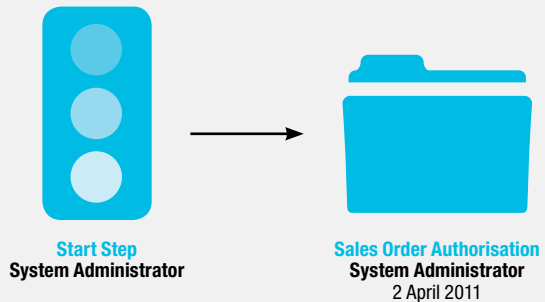 Start Step
System Administrator
Sales Order Authorisation
System Administrator
2 April 2011